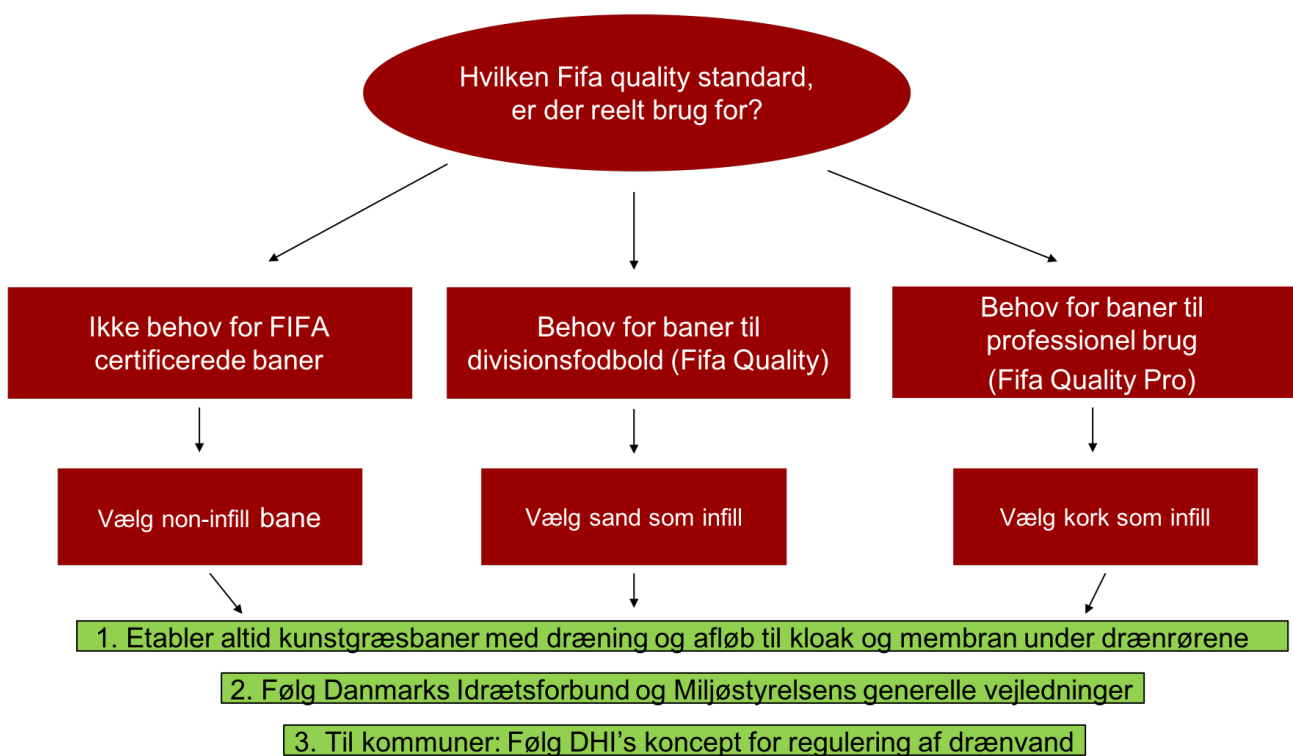 Hvilken Fifa quality standard,
er der reelt brug for?
Ikke behov for FIFA
certificerede baner
Behov for baner til
divisionsfodbold (Fifa Quality)
Behov for baner til
professionel brug
(Fifa Quality Pro)
Vælg non-infill bane
Vælg sand som infill
Vælg kork som infill
1. Etabler altid kunstgræsbaner med dræning og afløb til kloak og membran under drænrørene
2. Følg Danmarks Idrætsforbund og Miljøstyrelsens generelle vejledninger
3. Til kommuner: Følg DHI's koncept for regulering af drænvand